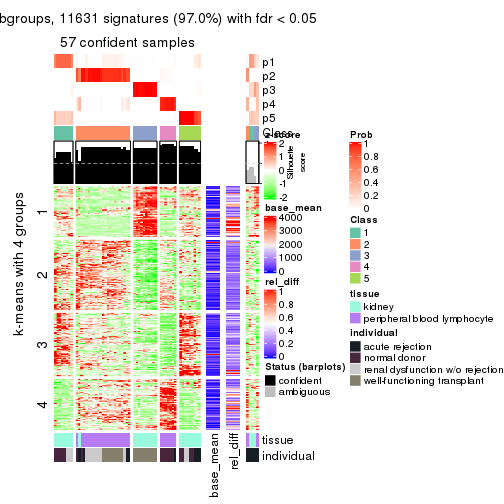 bgroups, 11631 signatures (97.0%) with fdr < 0.05
57 confident samples
p1
p2
p3
p4
p5
Class
Silhouette
score
k-means with 4 groups
1
2
3
4
base_mean
rel_diff
tissue
individual
z-score
2
1
0
-1
-2
base_mean
4000
3000
2000
1000
0
rel_diff
1
0.8
0.6
0.4
0.2
0
Status (barplots)
confident
ambiguous
Prob
1
0.8
0.6
0.4
0.2
0
Class
1
2
3
4
5
tissue
kidney
peripheral blood lymphocyte
individual
acute rejection
normal donor
renal dysfunction w/o rejection
well-functioning transplant